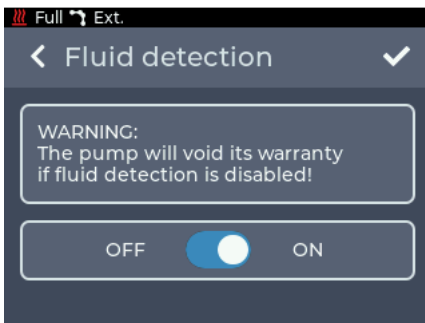 Full Ext.
Fluid detection
WARNING:
The pump will void its warranty
if fluid detection is disabled!
OFF ON